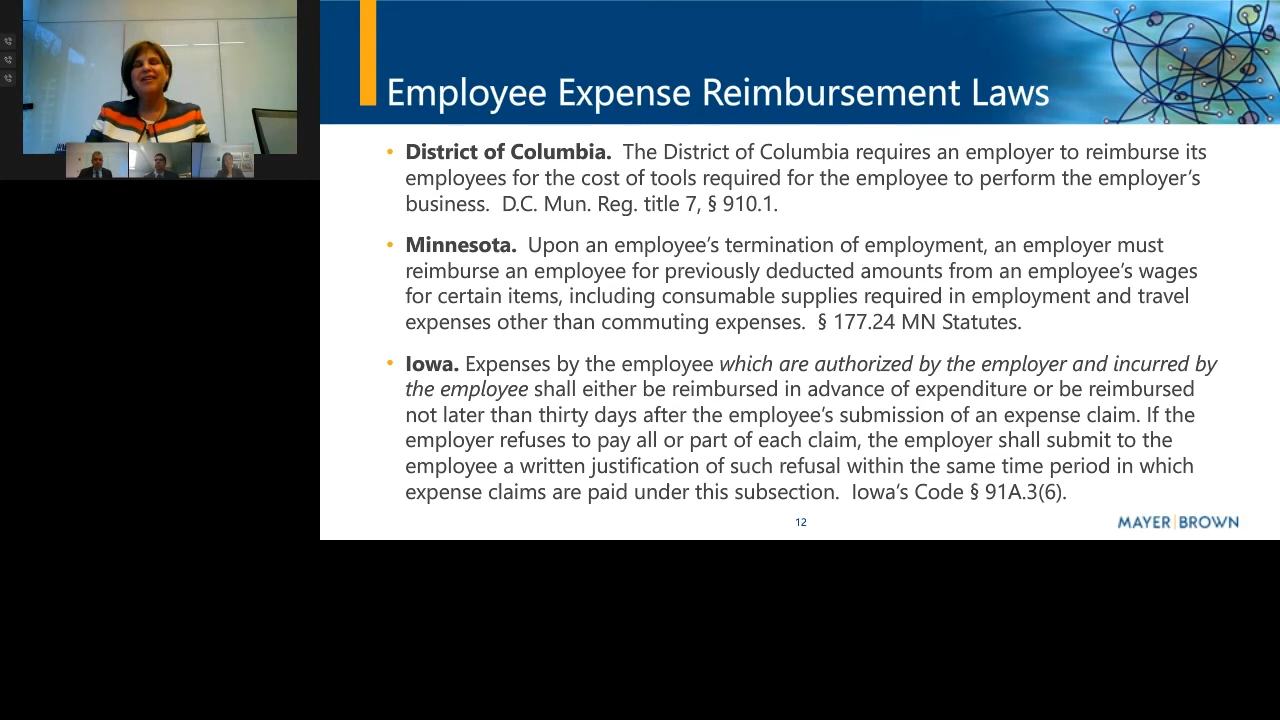 Employee Expense Reimbursement Laws
• District of Columbia. The District of Columbia requires an employer to reimburse its
employees for the cost of tools required for the employee to perform the employer’s
business. D.C. Mun. Reg. title 7, § 910.1.
• Minnesota. Upon an employee’s termination of employment, an employer must
reimburse an employee for previously deducted amounts from an employee’s wages
for certain items, including consumable supplies required in employment and travel
expenses other than commuting expenses. § 177.24 MN Statutes.
• Iowa. Expenses by the employee which are authorized by the employer and incurred by
the employee shall either be reimbursed in advance of expenditure or be reimbursed
not later than thirty days after the employee’s submission of an expense claim. If the
employer refuses to pay all or part of each claim, the employer shall submit to the
employee a written justification of such refusal within the same time period in which
expense claims are paid under this subsection. Iowa’s Code § 91A.3(6).
12
MAYER|BROWN